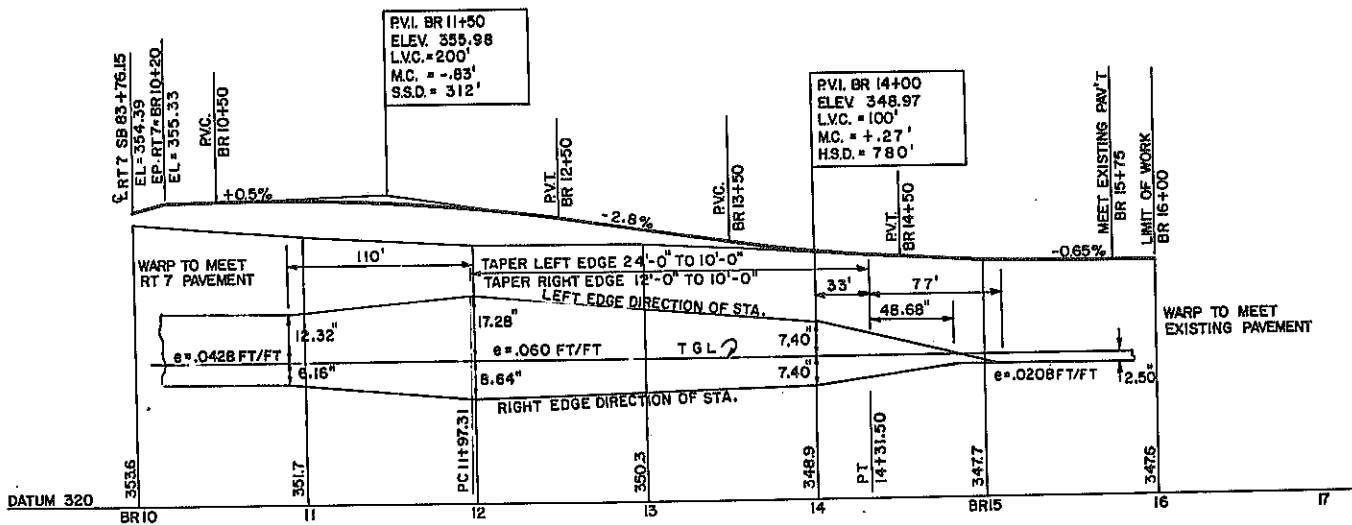 P.V.I. BR 11+50
ELEV. 355.98
L.V.C. = 200'
M.C. = -.83'
S.S.D. = 312'
P.V.I. BR 14+00
ELEV. 348.97
L.V.C. = 100'
M.C. = +.27'
H.S.D. = 780'
℄ RT 7 SB 83+76.15
EL = 354.39
EP. RT 7 = BR 10+20
EL = 355.33
P.V.C.
BR 10+50
P.V.T.
BR 12+50
P.V.C.
BR 13+50
P.V.T.
BR 14+50
MEET EXISTING PAV'T
BR 15+75
LIMIT OF WORK
BR 16+00
+0.5%
-2.8%
-0.65%
WARP TO MEET
RT 7 PAVEMENT
110'
TAPER LEFT EDGE 24'-0" TO 10'-0"
TAPER RIGHT EDGE 12'-0" TO 10'-0"
33'
77'
48.68"
LEFT EDGE DIRECTION OF STA.
WARP TO MEET
EXISTING PAVEMENT
12.32"
17.28"
7.40"
e=.0428 FT/FT
e=.060 FT/FT
T G L
6.16"
8.64"
7.40"
e=.0208 FT/FT
2.50"
RIGHT EDGE DIRECTION OF STA.
353.6
351.7
PC 11+97.31
350.3
348.9
PT
14+31.50
347.7
347.6
DATUM 320
BR10
11
12
13
14
BR15
16
17